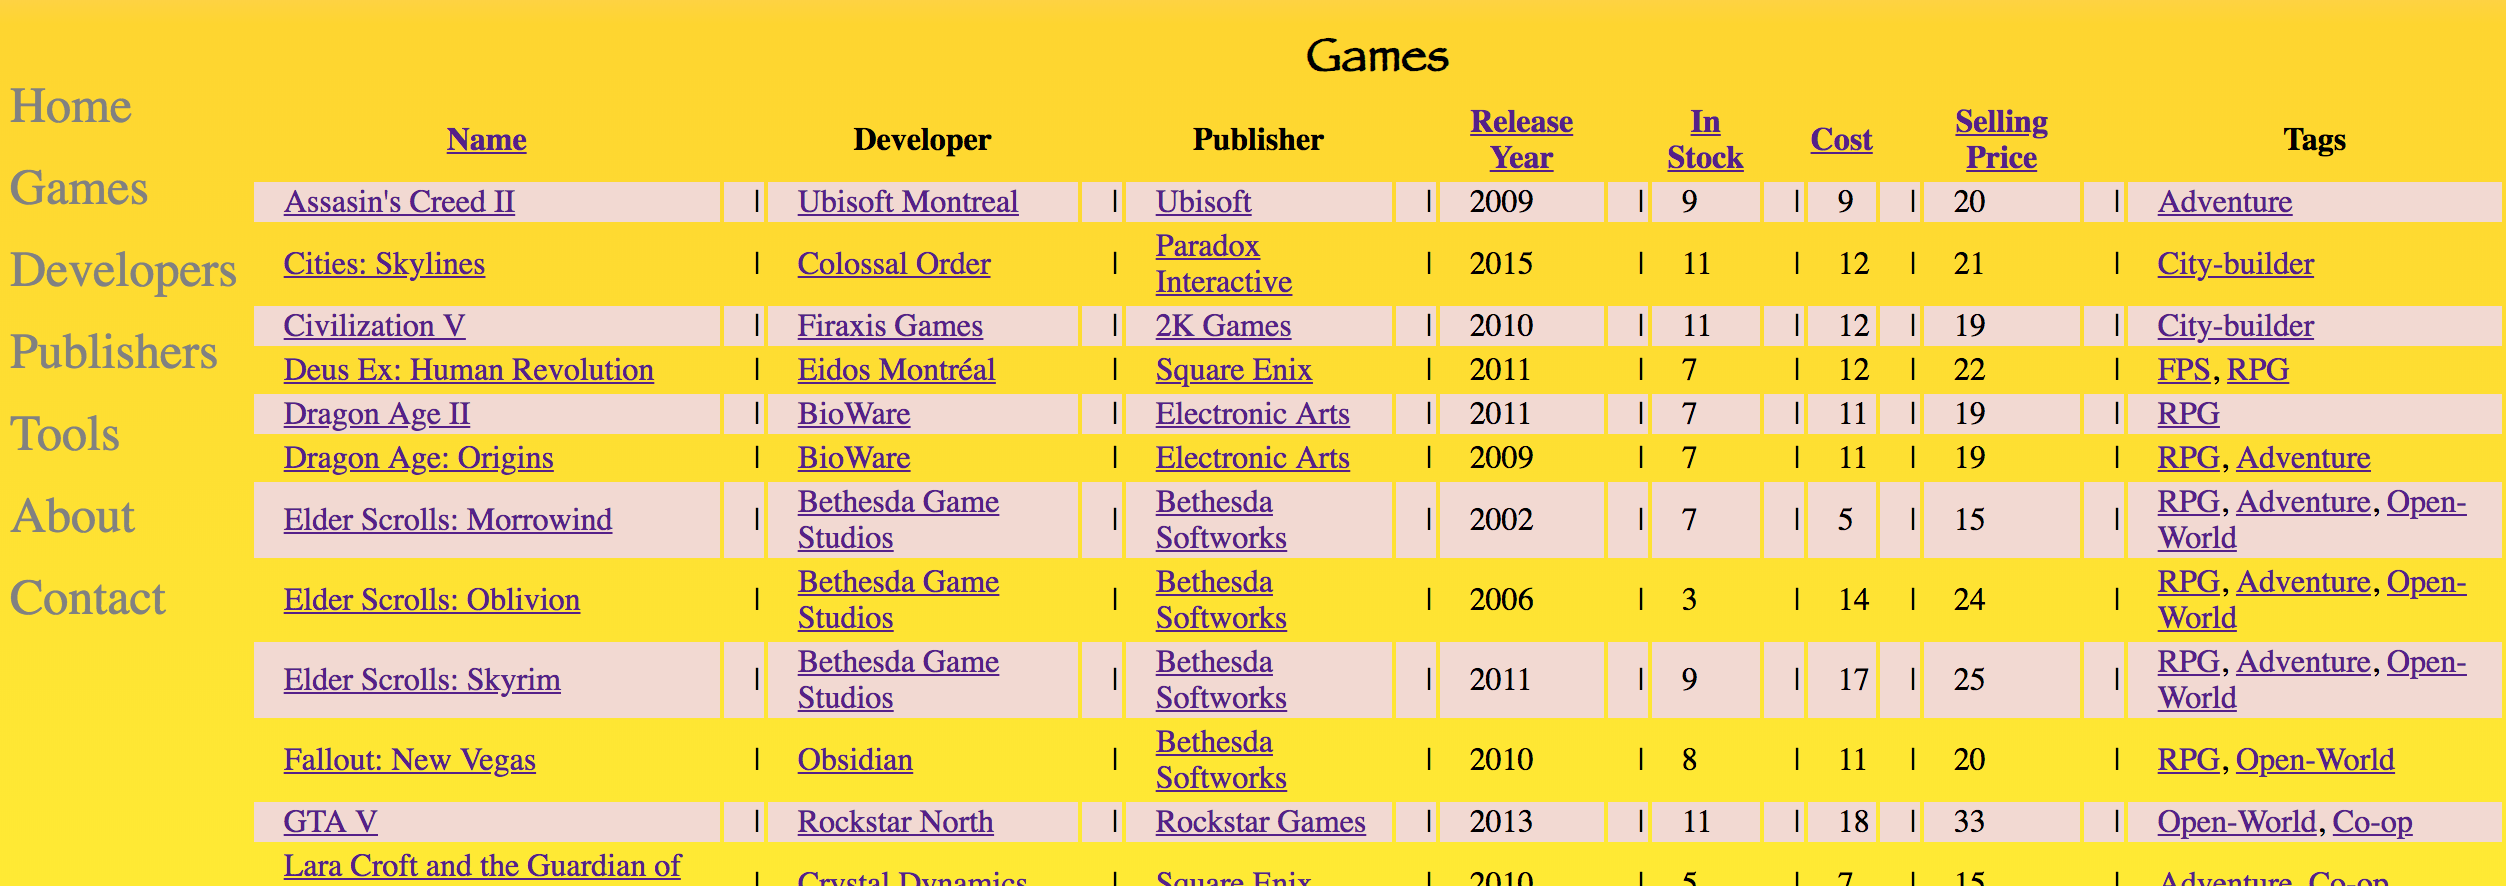 Games
Home
Games
Developers
Publishers
Tools
About
Contact
Name Developer Publisher Release Year In Stock Cost Selling Price Tags
Assasin's Creed II | Ubisoft Montreal | Ubisoft | 2009 | 9 | 9 | 20 | Adventure
Cities: Skylines | Colossal Order | Paradox Interactive | 2015 | 11 | 12 | 21 | City-builder
Civilization V | Firaxis Games | 2K Games | 2010 | 11 | 12 | 19 | City-builder
Deus Ex: Human Revolution | Eidos Montréal | Square Enix | 2011 | 7 | 12 | 22 | FPS, RPG
Dragon Age II | BioWare | Electronic Arts | 2011 | 7 | 11 | 19 | RPG
Dragon Age: Origins | BioWare | Electronic Arts | 2009 | 7 | 11 | 19 | RPG, Adventure
Elder Scrolls: Morrowind | Bethesda Game Studios | Bethesda Softworks | 2002 | 7 | 5 | 15 | RPG, Adventure, Open-World
Elder Scrolls: Oblivion | Bethesda Game Studios | Bethesda Softworks | 2006 | 3 | 14 | 24 | RPG, Adventure, Open-World
Elder Scrolls: Skyrim | Bethesda Game Studios | Bethesda Softworks | 2011 | 9 | 17 | 25 | RPG, Adventure, Open-World
Fallout: New Vegas | Obsidian | Bethesda Softworks | 2010 | 8 | 11 | 20 | RPG, Open-World
GTA V | Rockstar North | Rockstar Games | 2013 | 11 | 18 | 33 | Open-World, Co-op
Lara Croft and the Guardian of | Crystal Dynamics | Square Enix | 2010 | 5 | 7 | 15 | Adventure, Co-op